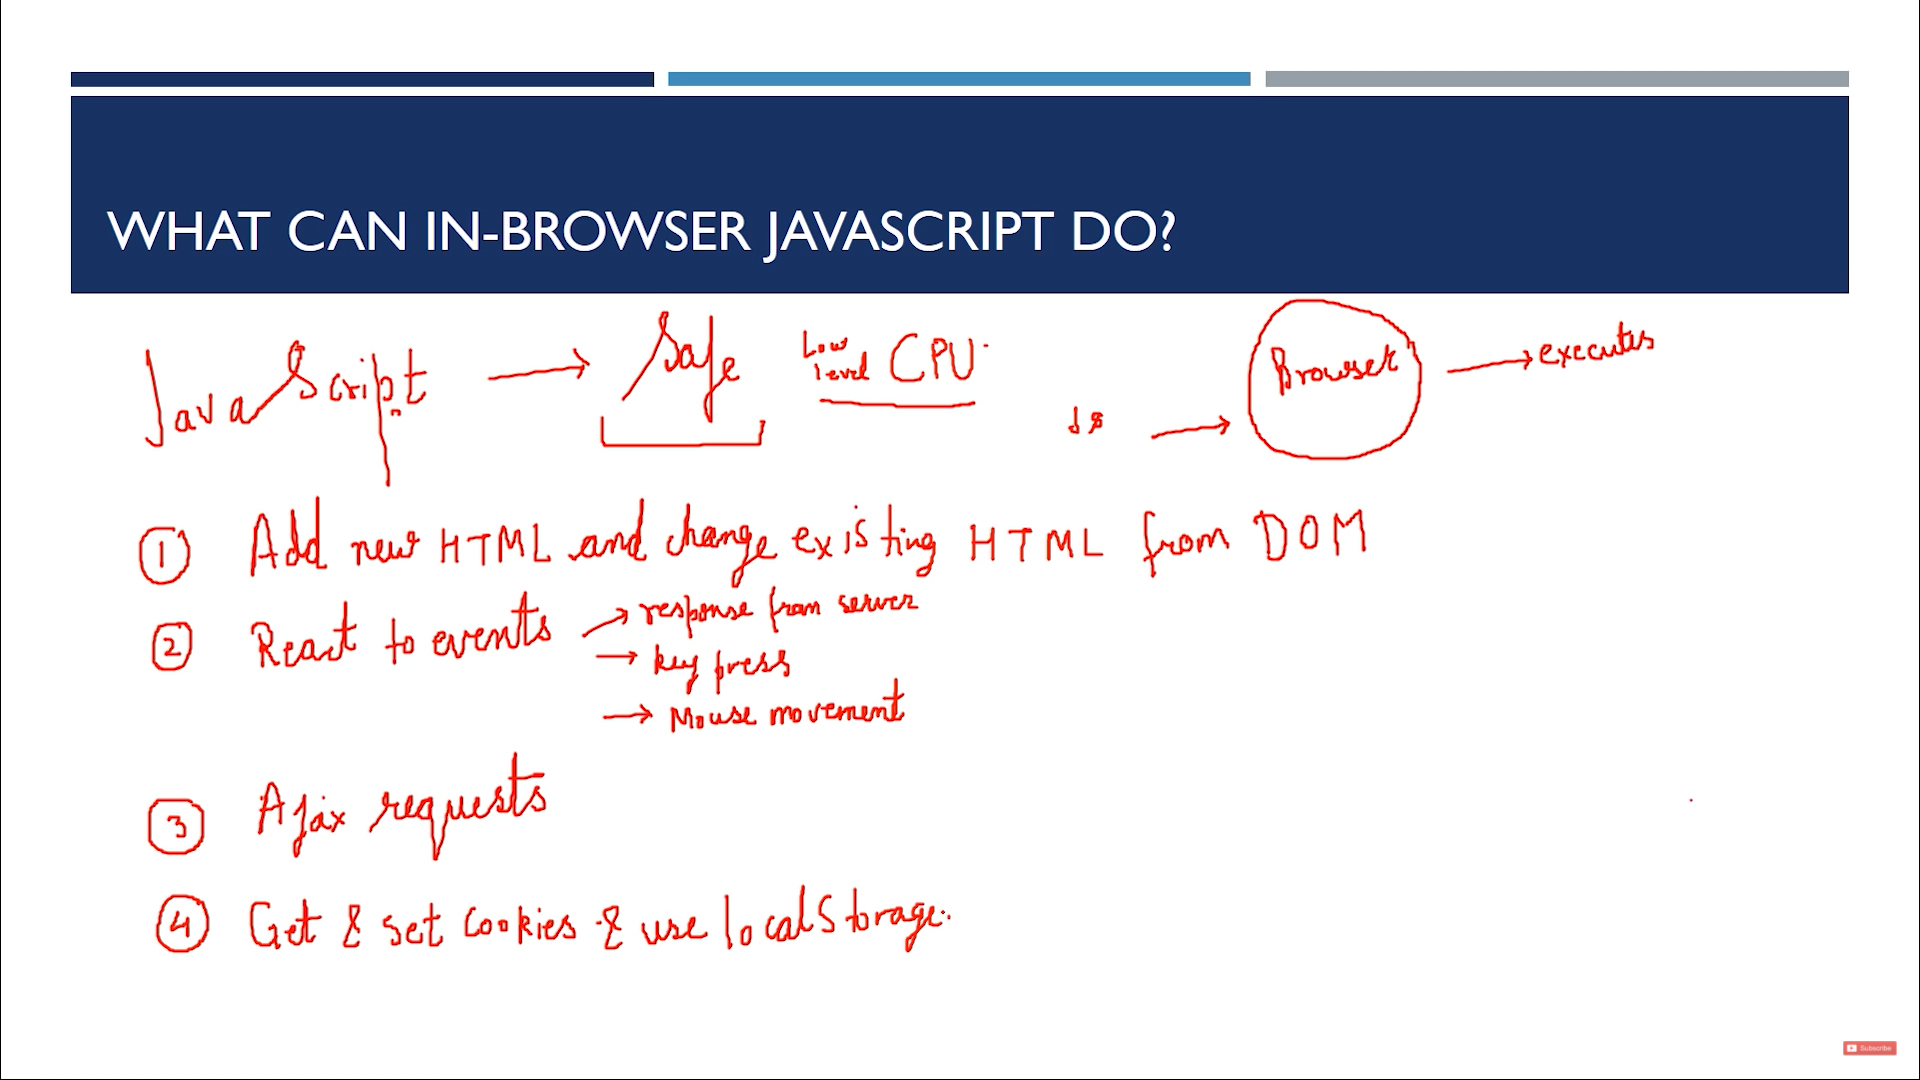 WHAT CAN IN-BROWSER JAVASCRIPT DO?
JavaScript → Safe Low level CPU JS → Browser → executes
1 Add new HTML and change existing HTML from DOM
2 React to events → response from server
→ key press
→ Mouse movement
3 Ajax requests
4 Get & set cookies & use localStorage.
Subscribe